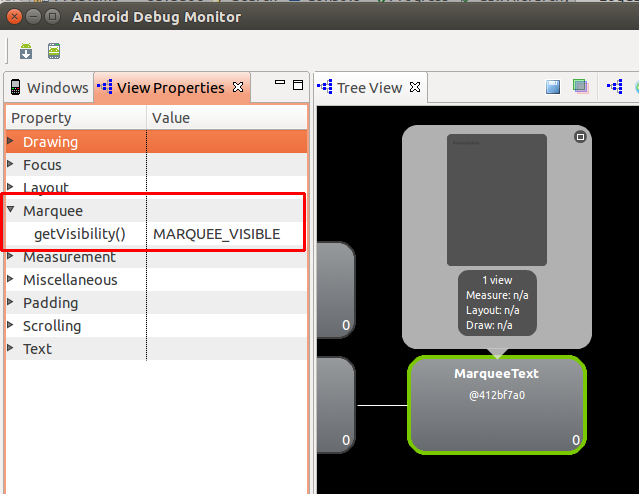 Android Debug Monitor
Windows
View Properties
Tree View
Property Value
Drawing
Focus
Layout
Marquee
getVisibility() MARQUEE_VISIBLE
Measurement
Miscellaneous
Padding
Scrolling
Text
0
0
1 view
Measure: n/a
Layout: n/a
Draw: n/a
MarqueeText
@412bf7a0
0